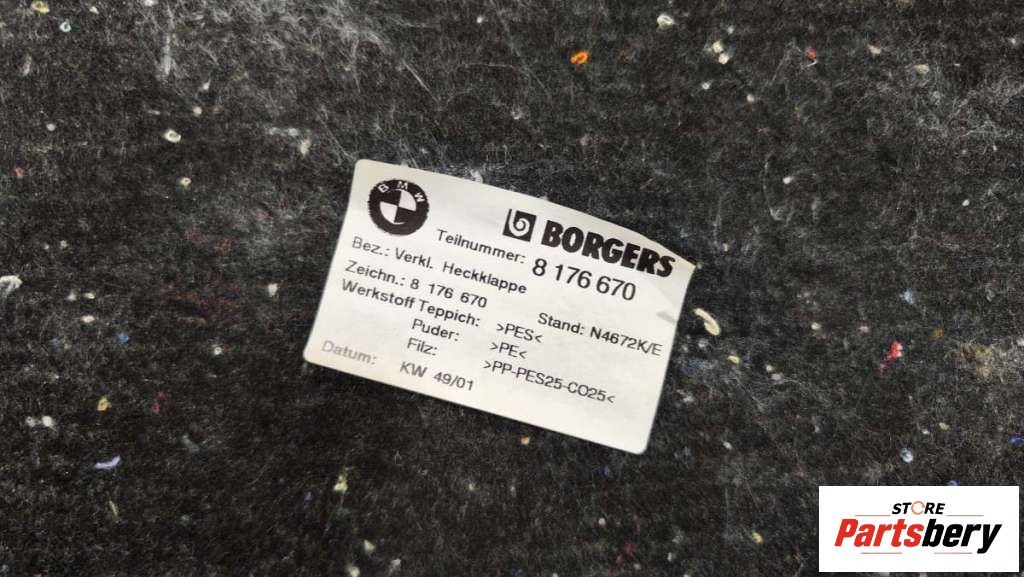 BMW
BORGERS
Teilnummer: 8 176 670
Bez.: Verkl. Heckklappe
Zeichn.: 8 176 670
Stand: N4672K/E
Werkstoff Teppich: >PES<
Puder: >PE<
Filz: >PP-PES25-CO25<
Datum: KW 49/01
STORE
Partsbery